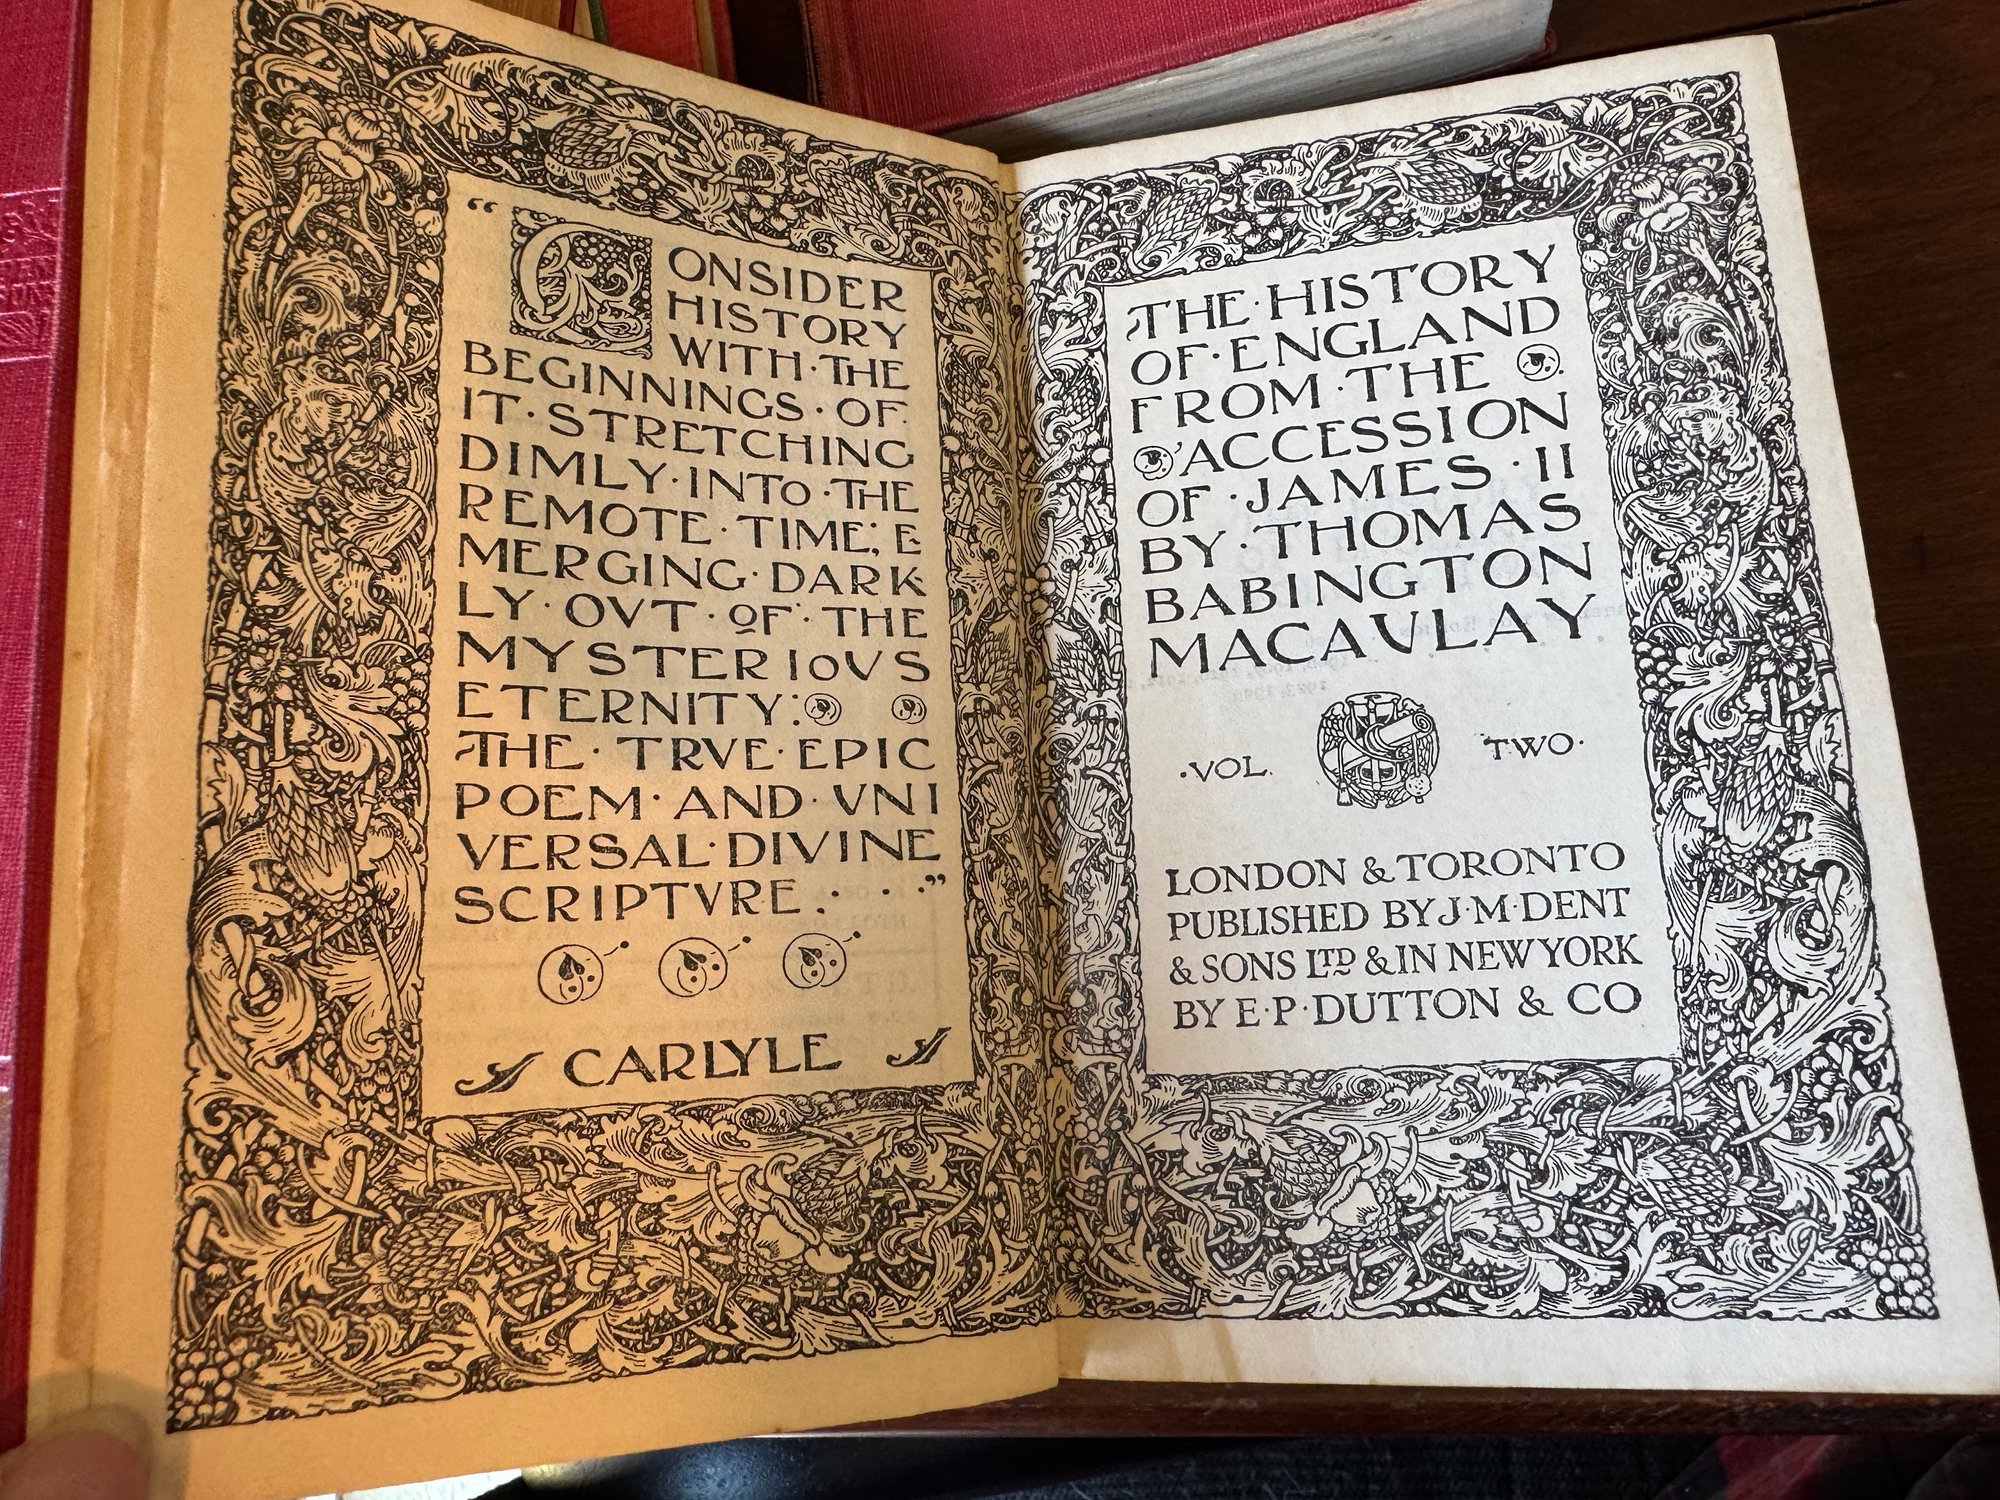 “CONSIDER
HISTORY
WITH·THE
BEGINNINGS·OF
IT·STRETCHING
DIMLY·INTO·THE
REMOTE·TIME; E
MERGING·DARK
LY·OVT·OF·THE
MYSTERIOVS
ETERNITY:
THE·TRVE·EPIC
POEM·AND·VNI
VERSAL·DIVINE
SCRIPTVRE. · · ·”
CARLYLE
THE·HISTORY
OF·ENGLAND
FROM·THE
ACCESSION
OF·JAMES·II
BY·THOMAS
BABINGTON
MACAULAY
·VOL. TWO·
LONDON & TORONTO
PUBLISHED BY J·M·DENT
& SONS LTD & IN NEW YORK
BY E·P·DUTTON & CO